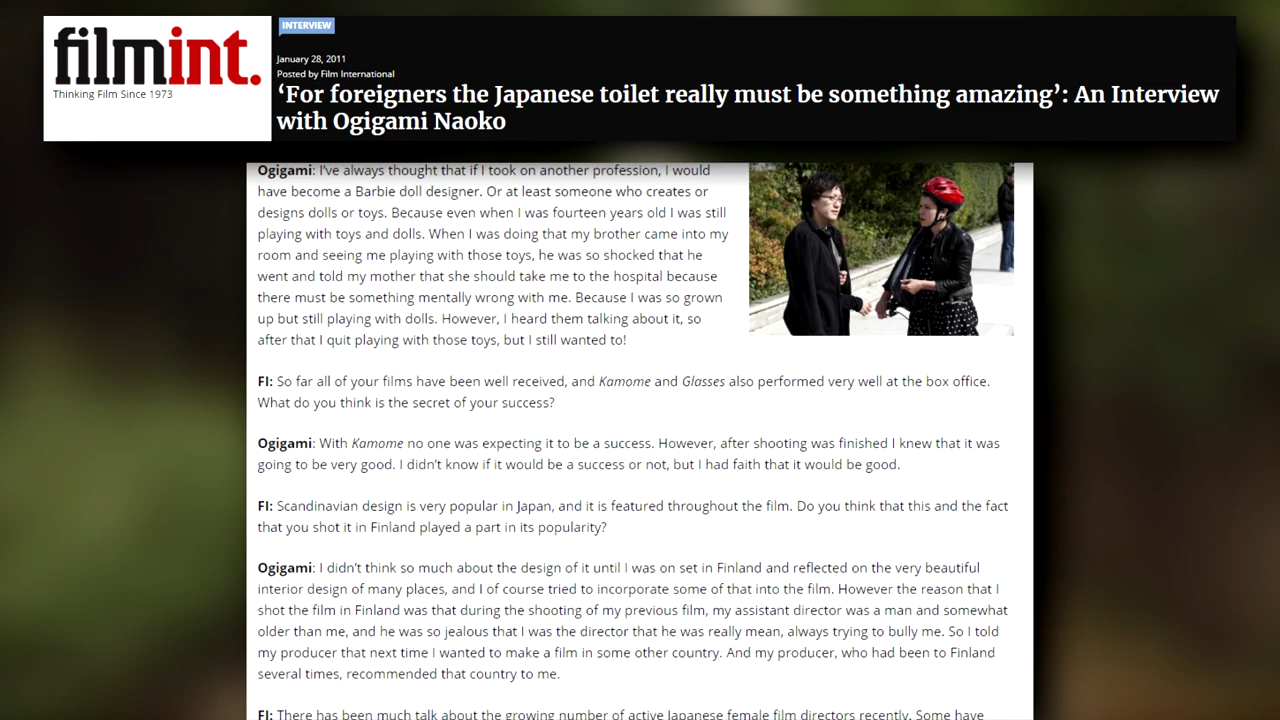 filmint.
Thinking Film Since 1973
INTERVIEW
January 28, 2011
Posted by Film International
‘For foreigners the Japanese toilet really must be something amazing’: An Interview
with Ogigami Naoko
Ogigami: I’ve always thought that if I took on another profession, I would
have become a Barbie doll designer. Or at least someone who creates or
designs dolls or toys. Because even when I was fourteen years old I was still
playing with toys and dolls. When I was doing that my brother came into my
room and seeing me playing with those toys, he was so shocked that he
went and told my mother that she should take me to the hospital because
there must be something mentally wrong with me. Because I was so grown
up but still playing with dolls. However, I heard them talking about it, so
after that I quit playing with those toys, but I still wanted to!
FI: So far all of your films have been well received, and Kamome and Glasses also performed very well at the box office.
What do you think is the secret of your success?
Ogigami: With Kamome no one was expecting it to be a success. However, after shooting was finished I knew that it was
going to be very good. I didn’t know if it would be a success or not, but I had faith that it would be good.
FI: Scandinavian design is very popular in Japan, and it is featured throughout the film. Do you think that this and the fact
that you shot it in Finland played a part in its popularity?
Ogigami: I didn’t think so much about the design of it until I was on set in Finland and reflected on the very beautiful
interior design of many places, and I of course tried to incorporate some of that into the film. However the reason that I
shot the film in Finland was that during the shooting of my previous film, my assistant director was a man and somewhat
older than me, and he was so jealous that I was the director that he was really mean, always trying to bully me. So I told
my producer that next time I wanted to make a film in some other country. And my producer, who had been to Finland
several times, recommended that country to me.
FI: There has been much talk about the growing number of active Japanese female film directors recently. Some have